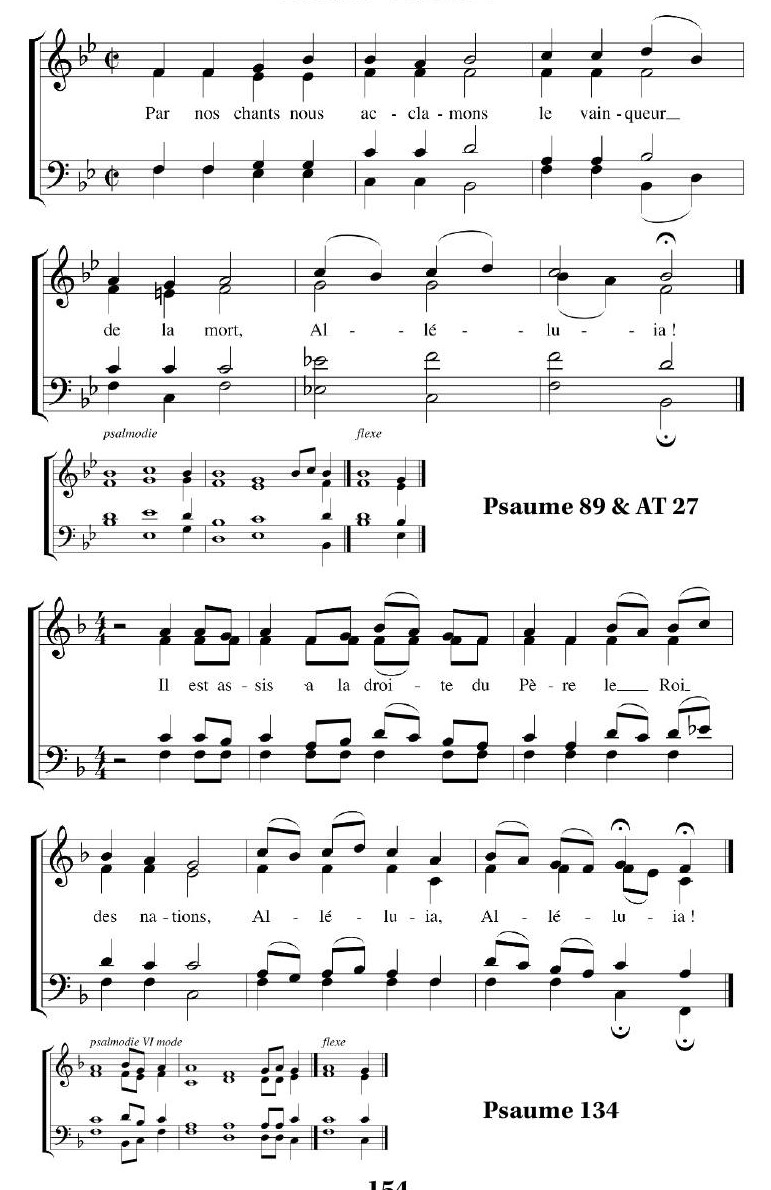 Par nos chants nous ac - cla - mons le vain - queur
de la mort, Al - - lé - - lu - - ia !
psalmodie flexe
Psaume 89 & AT 27
Il est as - sis a la droi - te du Pè - re le Roi
des na - tions, Al - lé - lu - ia, Al - lé - lu - ia !
psalmodie VI mode flexe
Psaume 134
154